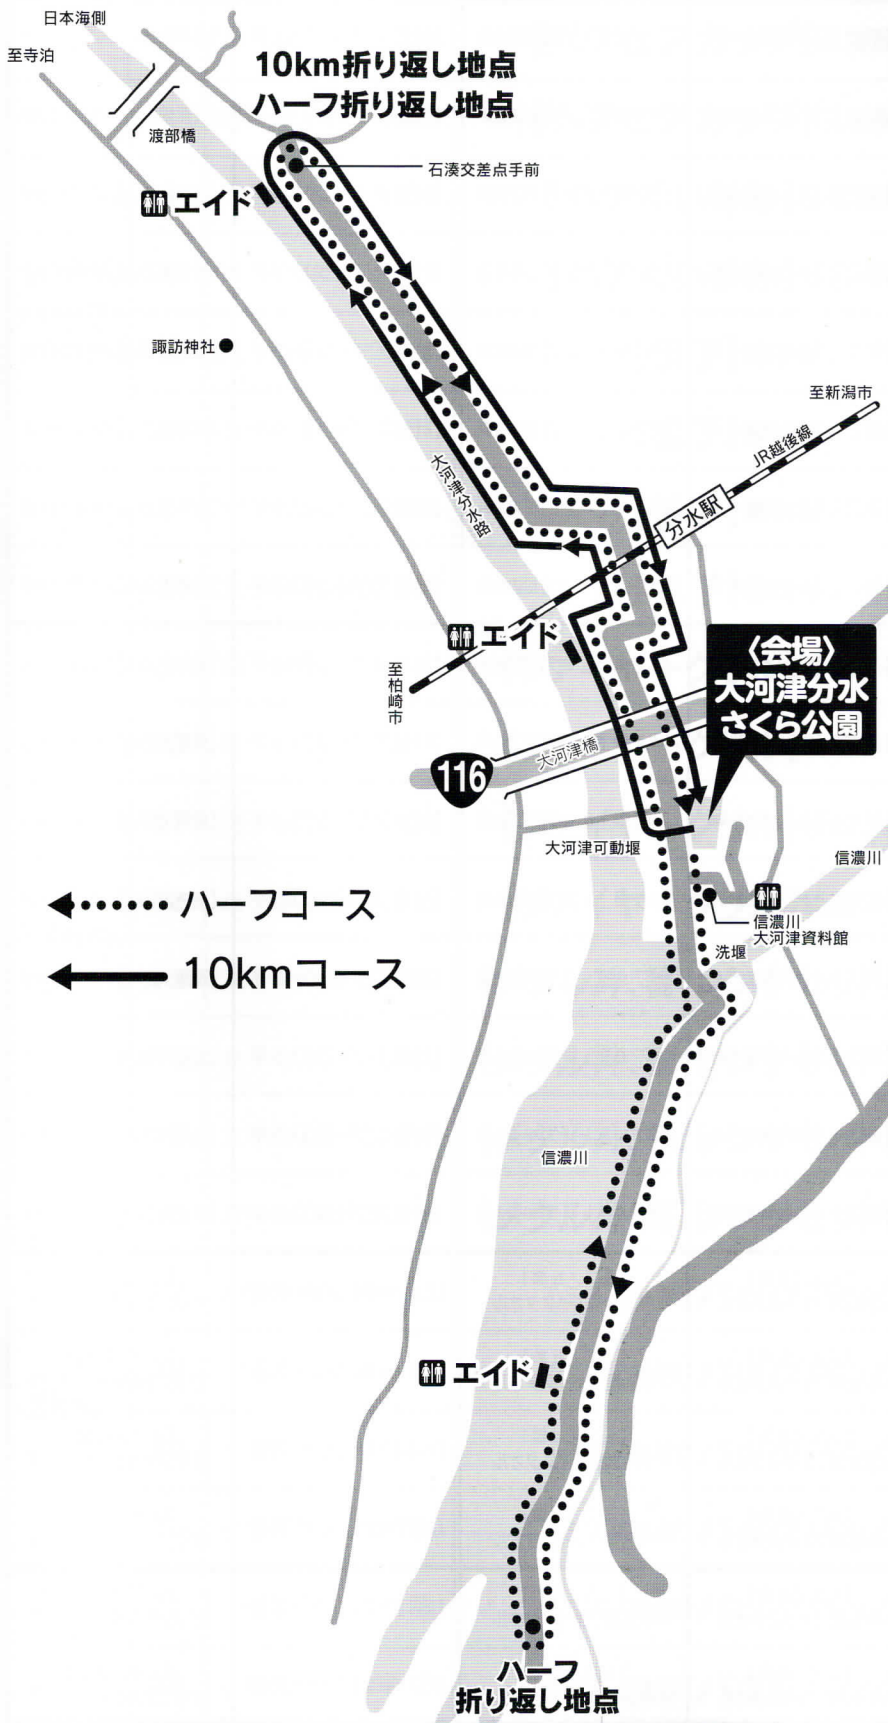 日本海側
至寺泊
10km折り返し地点
ハーフ折り返し地点
渡部橋
石湊交差点手前
エイド
諏訪神社
至新潟市
JR越後線
大河津分水路
分水駅
エイド
〈会場〉
大河津分水
さくら公園
至柏崎市
116
大河津橋
大河津可動堰
信濃川
信濃川
大河津資料館
洗堰
ハーフコース
10kmコース
信濃川
エイド
ハーフ
折り返し地点